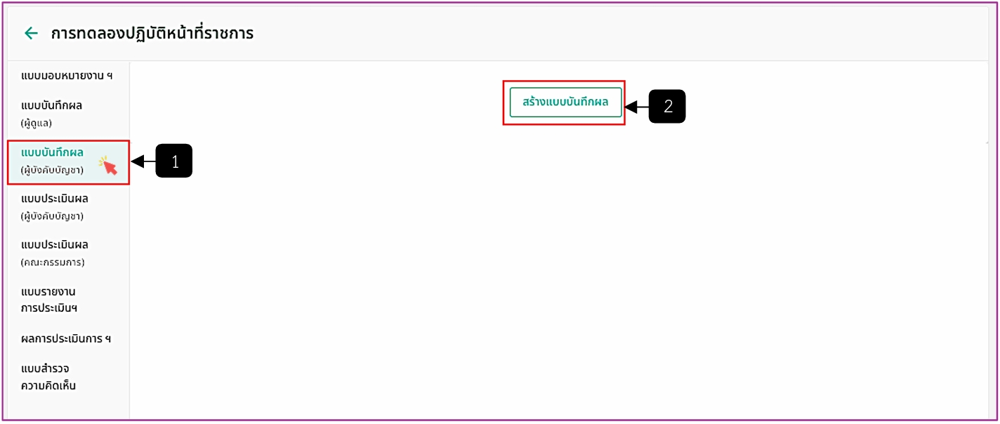 การทดลองปฏิบัติหน้าที่ราชการ
แบบมอบหมายงาน ฯ
แบบบันทึกผล
(ผู้ดูแล)
แบบบันทึกผล
(ผู้บังคับบัญชา)
แบบประเมินผล
(ผู้บังคับบัญชา)
แบบประเมินผล
(คณะกรรมการ)
แบบรายงาน
การประเมินฯ
ผลการประเมินการ ฯ
แบบสำรวจ
ความคิดเห็น
สร้างแบบบันทึกผล
2
1